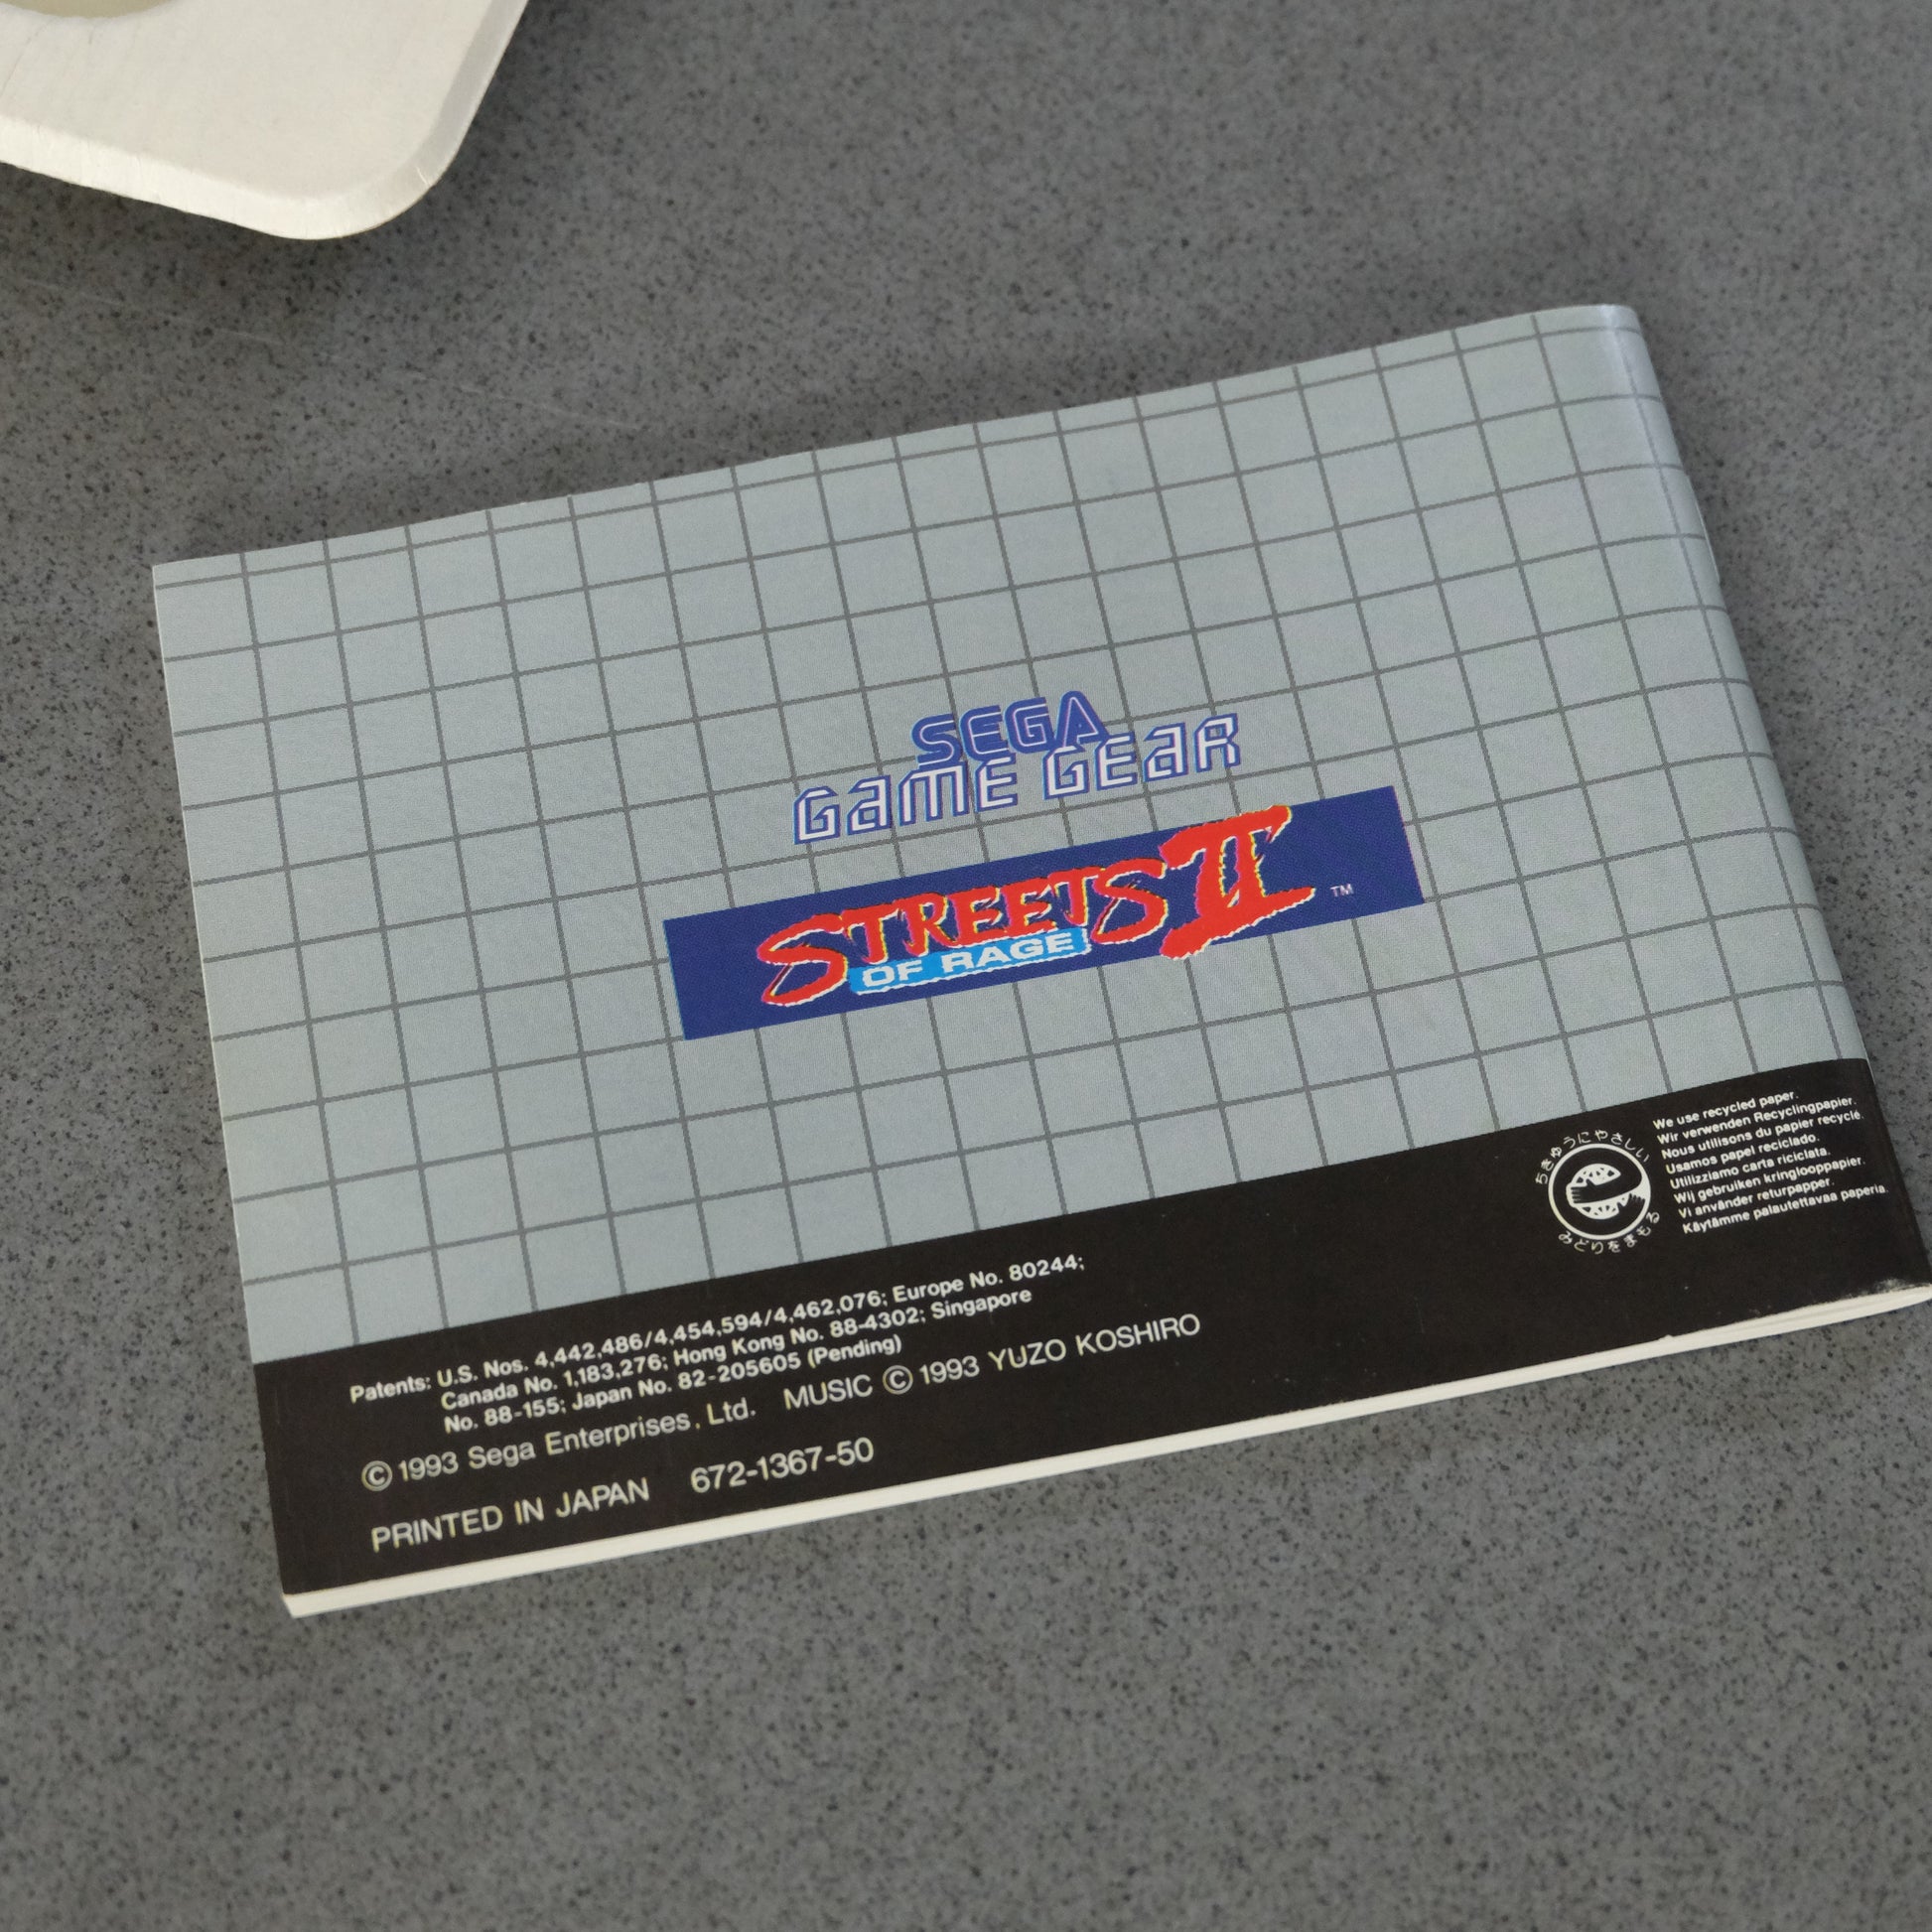 SEGA
GAME GEAR
STREETS II
OF RAGE
TM
We use recycled paper.
Wir verwenden Recyclingpapier.
Nous utilisons du papier recyclé.
Usamos papel reciclado.
Utilizziamo carta riciclata.
Wij gebruiken kringlooppapier.
Vi använder returpapper.
Käytämme palautettavaa paperia.
ちきゅうにやさしい
みどりをまもる
Patents: U.S. Nos. 4,442,486/4,454,594/4,462,076; Europe No. 80244;
Canada No. 1,183,276; Hong Kong No. 88-4302; Singapore
No. 88-155; Japan No. 82-205605 (Pending)
© 1993 Sega Enterprises, Ltd. MUSIC © 1993 YUZO KOSHIRO
PRINTED IN JAPAN 672-1367-50